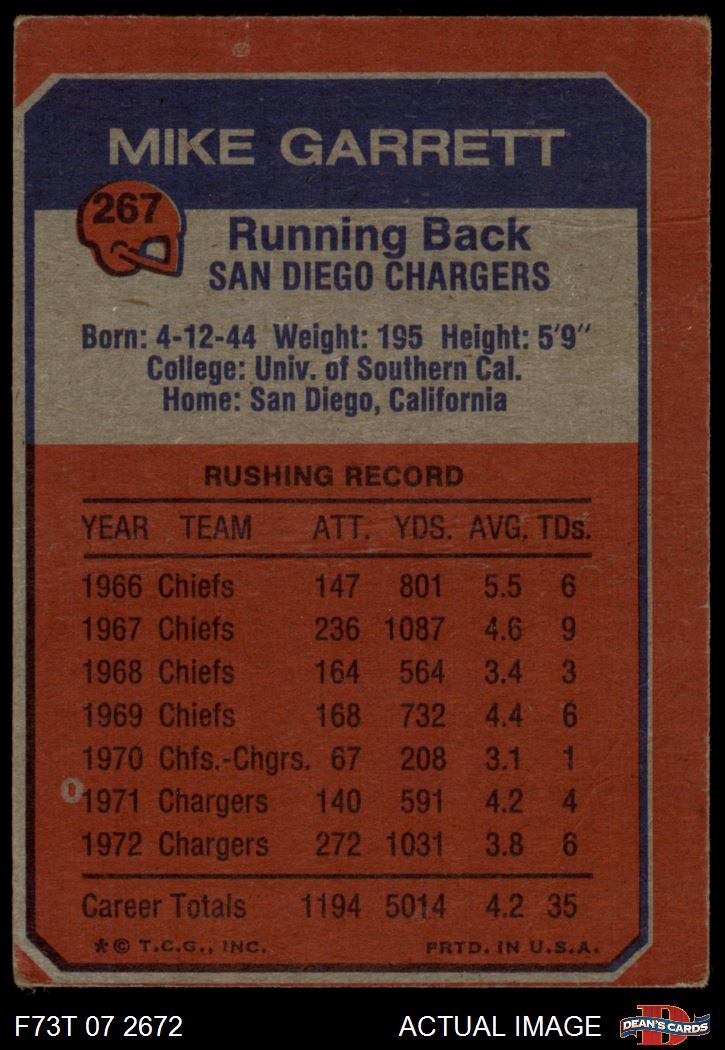 MIKE GARRETT
267
Running Back
SAN DIEGO CHARGERS
Born: 4-12-44 Weight: 195 Height: 5'9"
College: Univ. of Southern Cal.
Home: San Diego, California
RUSHING RECORD
YEAR TEAM ATT. YDS. AVG. TDs.
1966 Chiefs 147 801 5.5 6
1967 Chiefs 236 1087 4.6 9
1968 Chiefs 164 564 3.4 3
1969 Chiefs 168 732 4.4 6
1970 Chfs.-Chgrs. 67 208 3.1 1
1971 Chargers 140 591 4.2 4
1972 Chargers 272 1031 3.8 6
Career Totals 1194 5014 4.2 35
*© T.C.G., INC. PRTD. IN U.S.A.
F73T 07 2672 ACTUAL IMAGE D DEAN'S CARDS